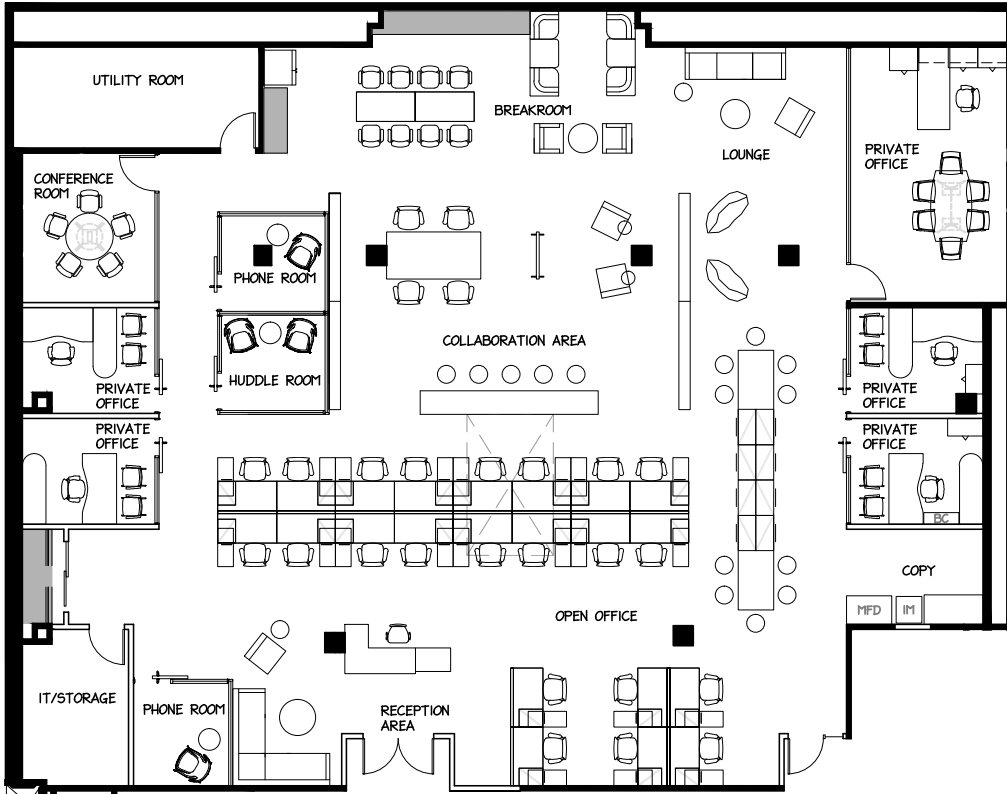 UTILITY ROOM
BREAKROOM
LOUNGE
PRIVATE
OFFICE
CONFERENCE
ROOM
PHONE ROOM
COLLABORATION AREA
HUDDLE ROOM
PRIVATE
OFFICE
PRIVATE
OFFICE
PRIVATE
OFFICE
PRIVATE
OFFICE
BC
COPY
MFD
IM
OPEN OFFICE
IT/STORAGE
PHONE ROOM
RECEPTION
AREA